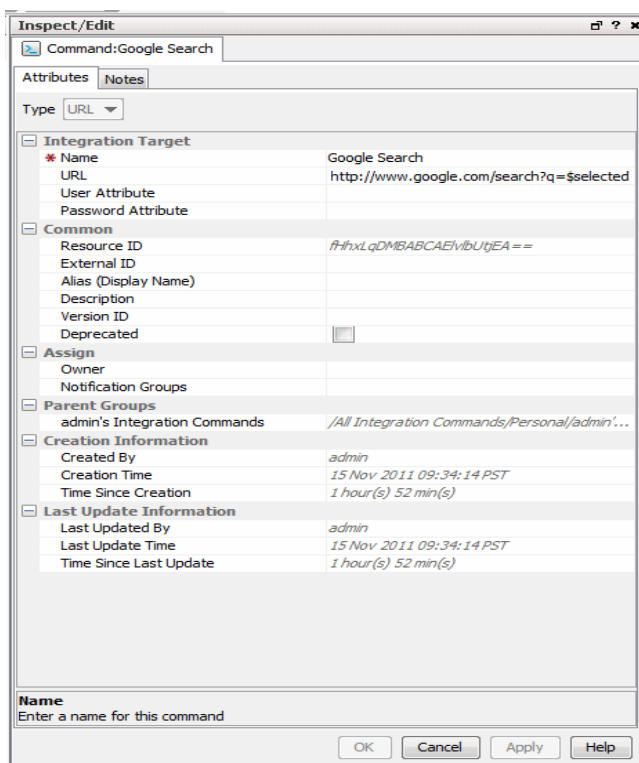 Inspect/Edit
Command:Google Search
Attributes Notes
Type URL
Integration Target
* Name Google Search
URL http://www.google.com/search?q=$selected
User Attribute
Password Attribute
Common
Resource ID
External ID
Alias (Display Name)
Description
Version ID
Deprecated
Assign
Owner
Notification Groups
Parent Groups
admin's Integration Commands /All Integration Commands/Personal/admin'...
Creation Information
Created By admin
Creation Time 15 Nov 2011 09:34:14 PST
Time Since Creation 1 hour(s) 52 min(s)
Last Update Information
Last Updated By admin
Last Update Time 15 Nov 2011 09:34:14 PST
Time Since Last Update 1 hour(s) 52 min(s)
Name
Enter a name for this command
OK Cancel Apply Help